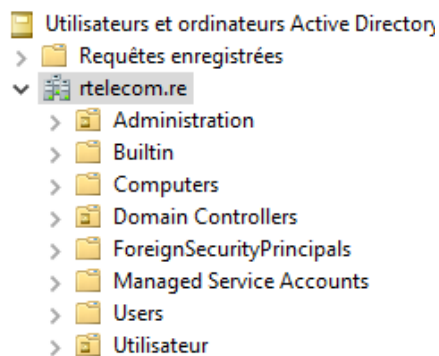 Utilisateurs et ordinateurs Active Directory
Requêtes enregistrées
rtelecom.re
Administration
Builtin
Computers
Domain Controllers
ForeignSecurityPrincipals
Managed Service Accounts
Users
Utilisateur